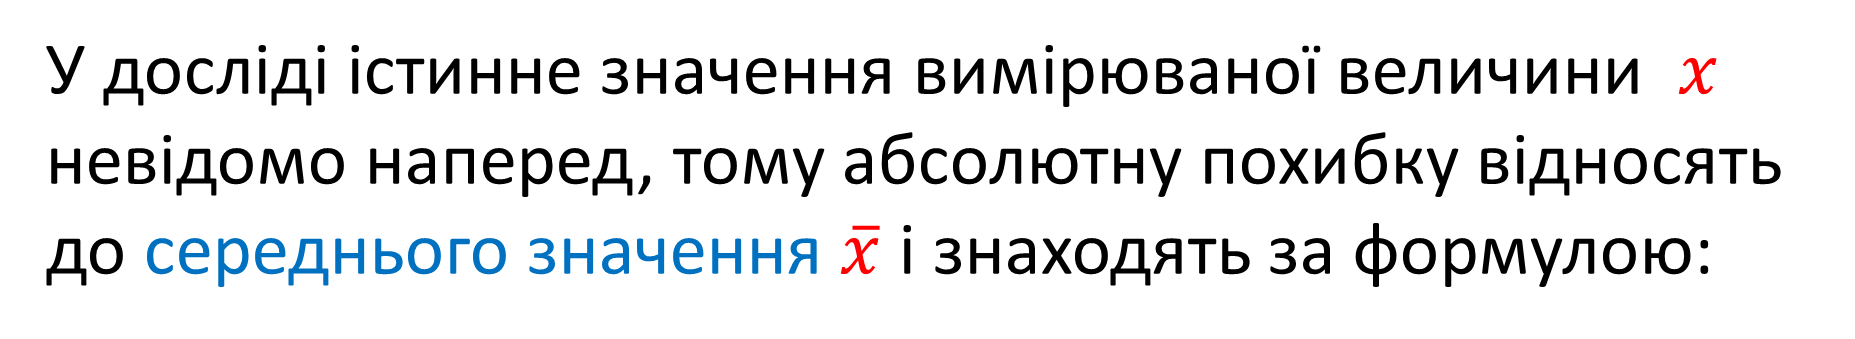 У досліді істинне значення вимірюваної величини x
невідомо наперед, тому абсолютну похибку відносять
до середнього значення x̄ і знаходять за формулою: